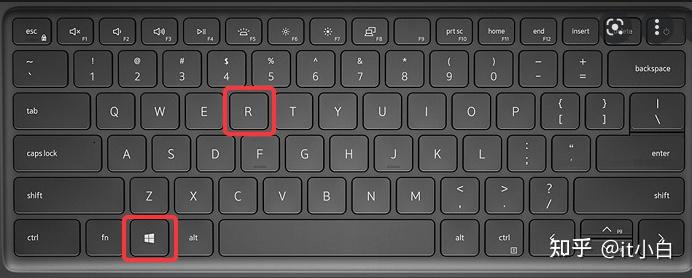 esc F1 F2 F3 F4 F5 F6 F7 F8 F9 prt sc F10 home F11 end F12 insert
~ ` ! 1 @ 2 # 3 $ 4 % 5 ^ 6 & 7 * 8 ( 9 ) 0 _ - + = backspace
tab Q W E R T Y U I O P { [ } ] | \
caps lock A S D F G H J K L : ; " ' enter
shift Z X C V B N M < , > . ? / shift
ctrl fn alt alt ctrl
知乎 @it小白